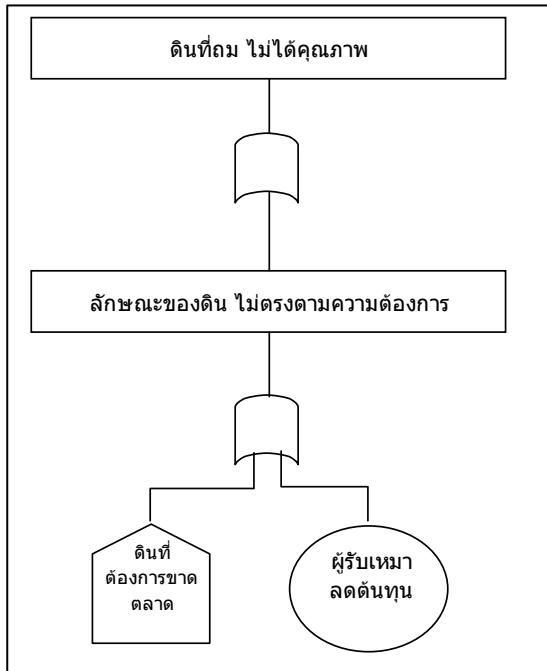 ดินที่ถม ไม่ได้คุณภาพ
ลักษณะของดิน ไม่ตรงตามความต้องการ
ดินที่
ต้องการขาด
ตลาด
ผู้รับเหมา
ลดต้นทุน